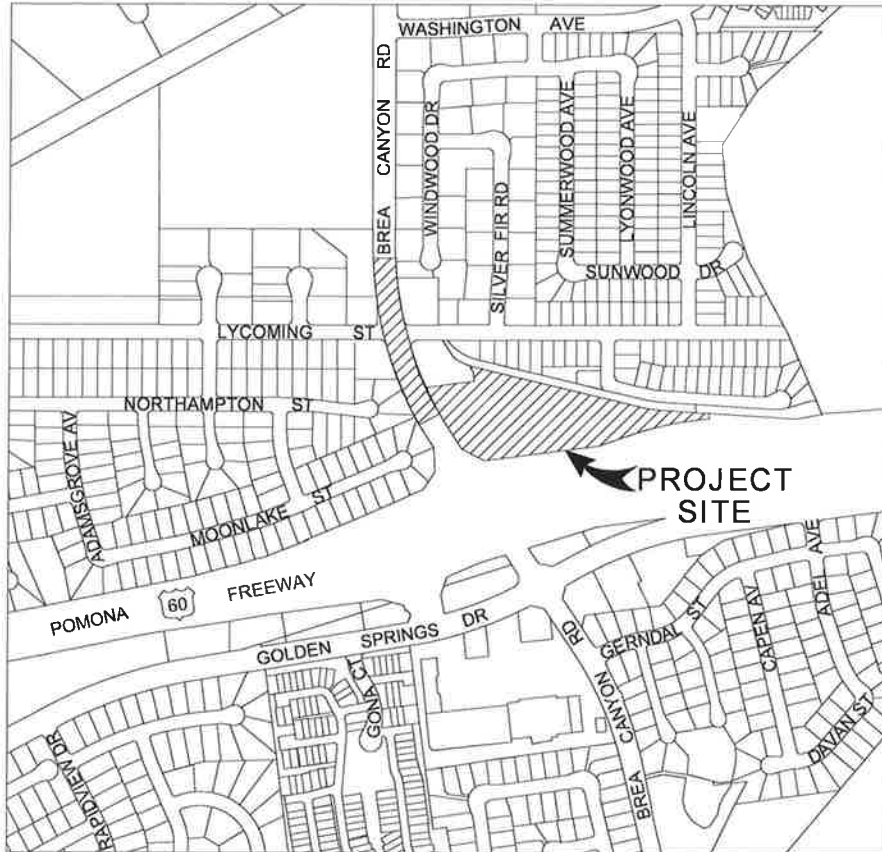 WASHINGTON AVE
BREA CANYON RD
WINDWOOD DR
SILVER FIR RD
SUMMERWOOD AVE
LYONWOOD AVE
LINCOLN AVE
SUNWOOD DR
LYCOMING ST
NORTHAMPTON ST
ADAMSGROVE AV
MOONLAKE ST
PROJECT
SITE
POMONA 60 FREEWAY
GOLDEN SPRINGS DR
GONA CT
BREA CANYON RD
GERNDAL ST
CAPEN AV
ADEL AVE
DAVAN ST
RAPIDVIEW DR